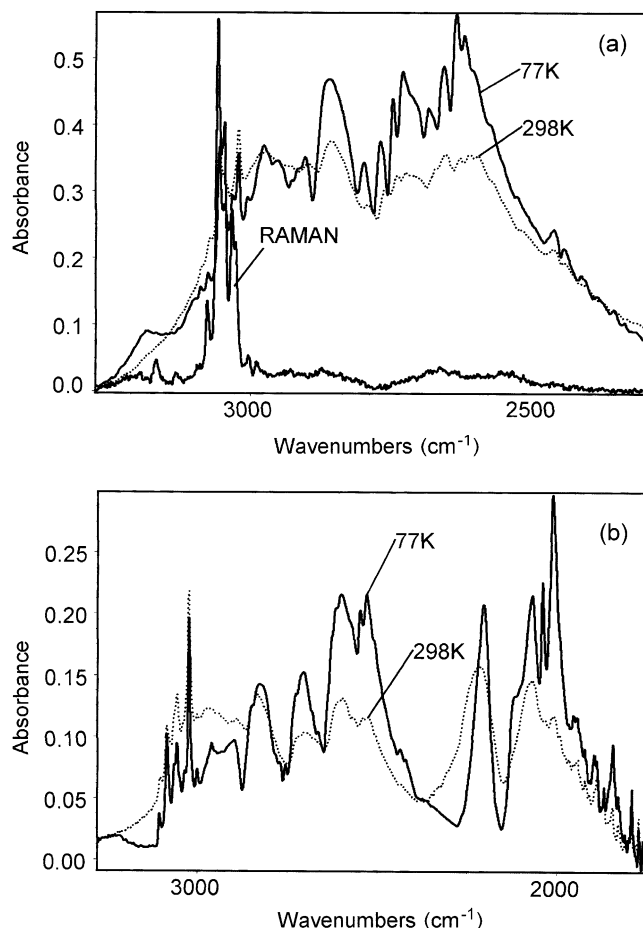 (a)
0.5
77K
0.4
298K
Absorbance
0.3
RAMAN
0.2
0.1
0.0
3000
2500
Wavenumbers (cm⁻¹)
(b)
0.25
77K
0.20
298K
Absorbance
0.15
0.10
0.05
0.00
3000
2000
Wavenumbers (cm⁻¹)